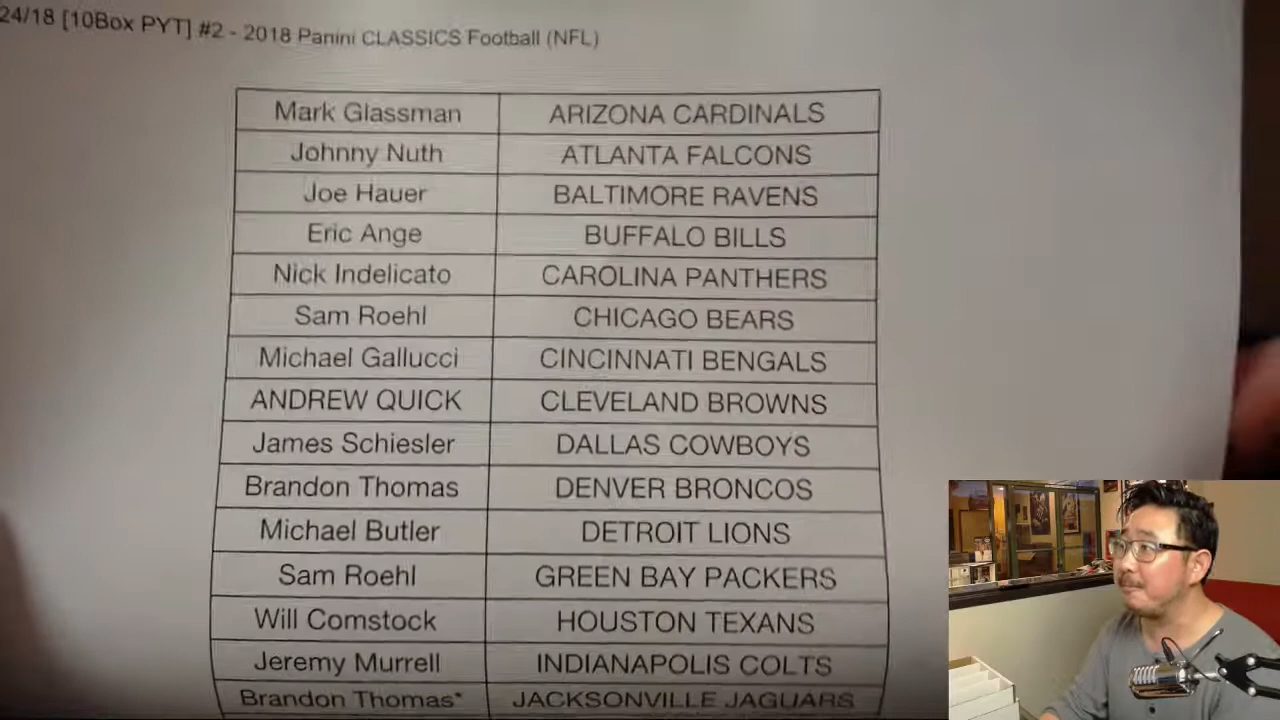 24/18 [10Box PYT] #2 - 2018 Panini CLASSICS Football (NFL)
Mark Glassman ARIZONA CARDINALS
Johnny Nuth ATLANTA FALCONS
Joe Hauer BALTIMORE RAVENS
Eric Ange BUFFALO BILLS
Nick Indelicato CAROLINA PANTHERS
Sam Roehl CHICAGO BEARS
Michael Gallucci CINCINNATI BENGALS
ANDREW QUICK CLEVELAND BROWNS
James Schiesler DALLAS COWBOYS
Brandon Thomas DENVER BRONCOS
Michael Butler DETROIT LIONS
Sam Roehl GREEN BAY PACKERS
Will Comstock HOUSTON TEXANS
Jeremy Murrell INDIANAPOLIS COLTS
Brandon Thomas* JACKSONVILLE JAGUARS